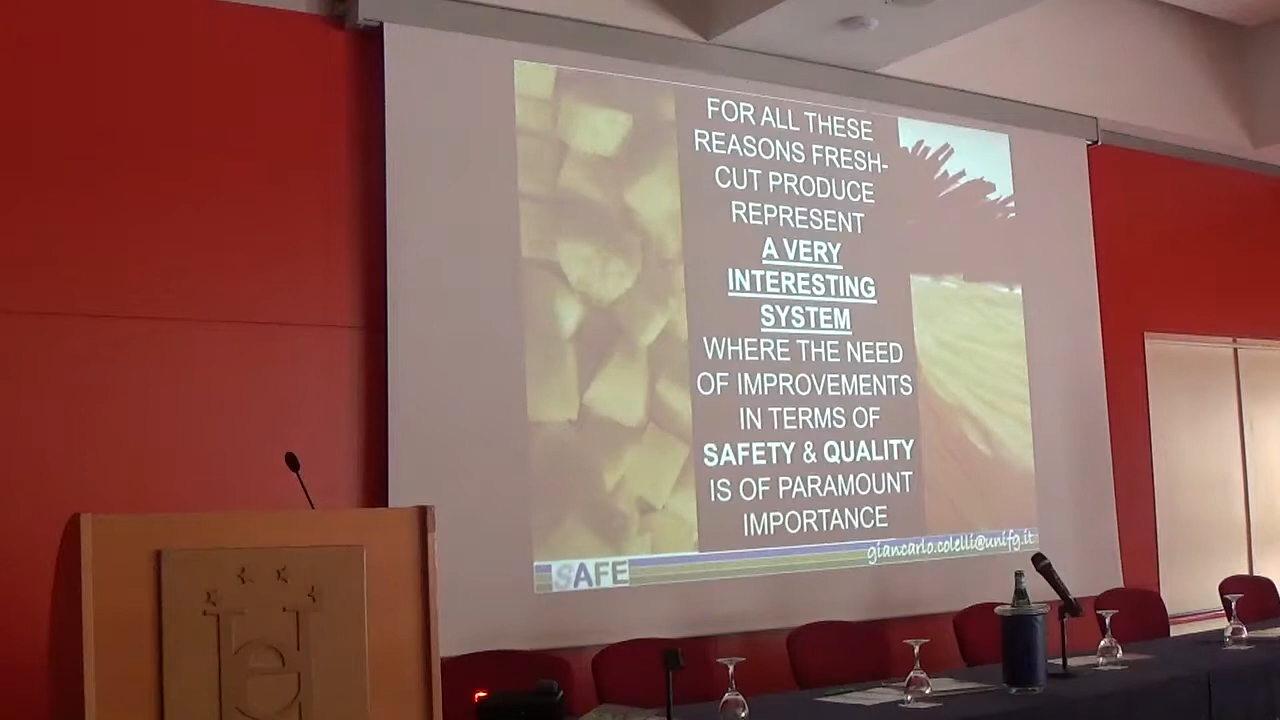 FOR ALL THESE
REASONS FRESH-
CUT PRODUCE
REPRESENT
A VERY
INTERESTING
SYSTEM
WHERE THE NEED
OF IMPROVEMENTS
IN TERMS OF
SAFETY & QUALITY
IS OF PARAMOUNT
IMPORTANCE
giancarlo.colelli@unifg.it
SAFE